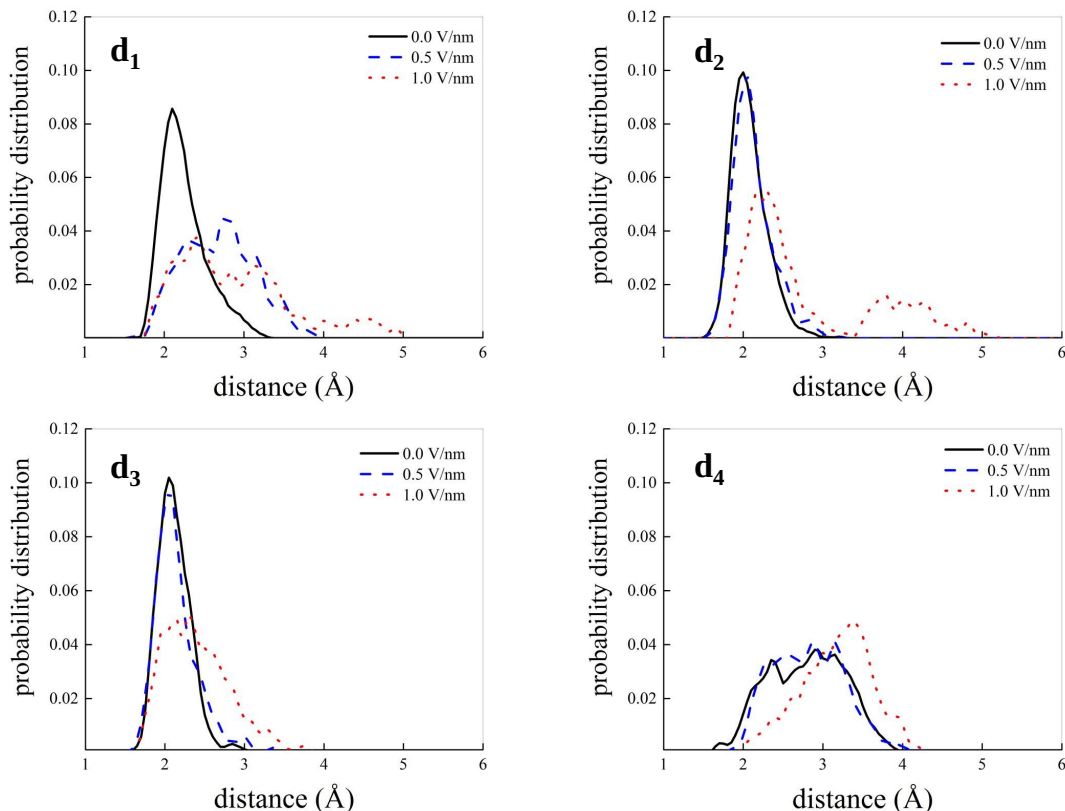 0.12
0.10
0.08
0.06
0.04
0.02
probability distribution
d1
0.0 V/nm
0.5 V/nm
1.0 V/nm
1 2 3 4 5 6
distance (Å)
0.12
0.10
0.08
0.06
0.04
0.02
probability distribution
d2
0.0 V/nm
0.5 V/nm
1.0 V/nm
1 2 3 4 5 6
distance (Å)
0.12
0.10
0.08
0.06
0.04
0.02
probability distribution
d3
0.0 V/nm
0.5 V/nm
1.0 V/nm
1 2 3 4 5 6
distance (Å)
0.12
0.10
0.08
0.06
0.04
0.02
probability distribution
d4
0.0 V/nm
0.5 V/nm
1.0 V/nm
1 2 3 4 5 6
distance (Å)